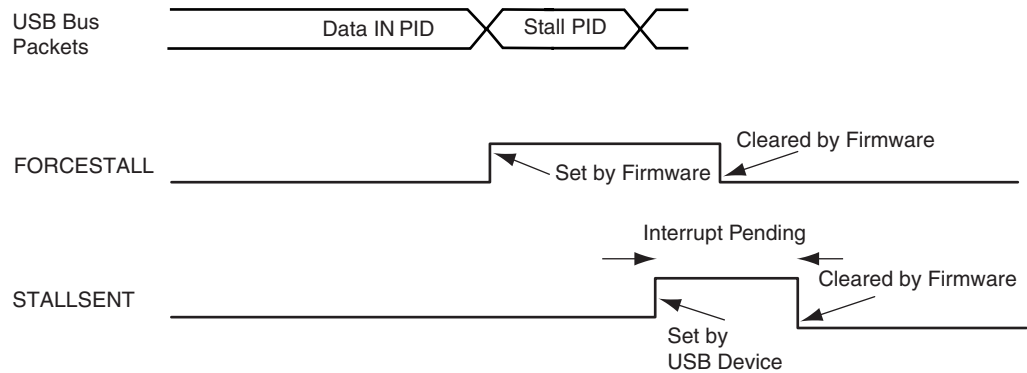 USB Bus
Packets
Data IN PID
Stall PID
Cleared by Firmware
FORCESTALL
Set by Firmware
Interrupt Pending
Cleared by Firmware
STALLSENT
Set by
USB Device